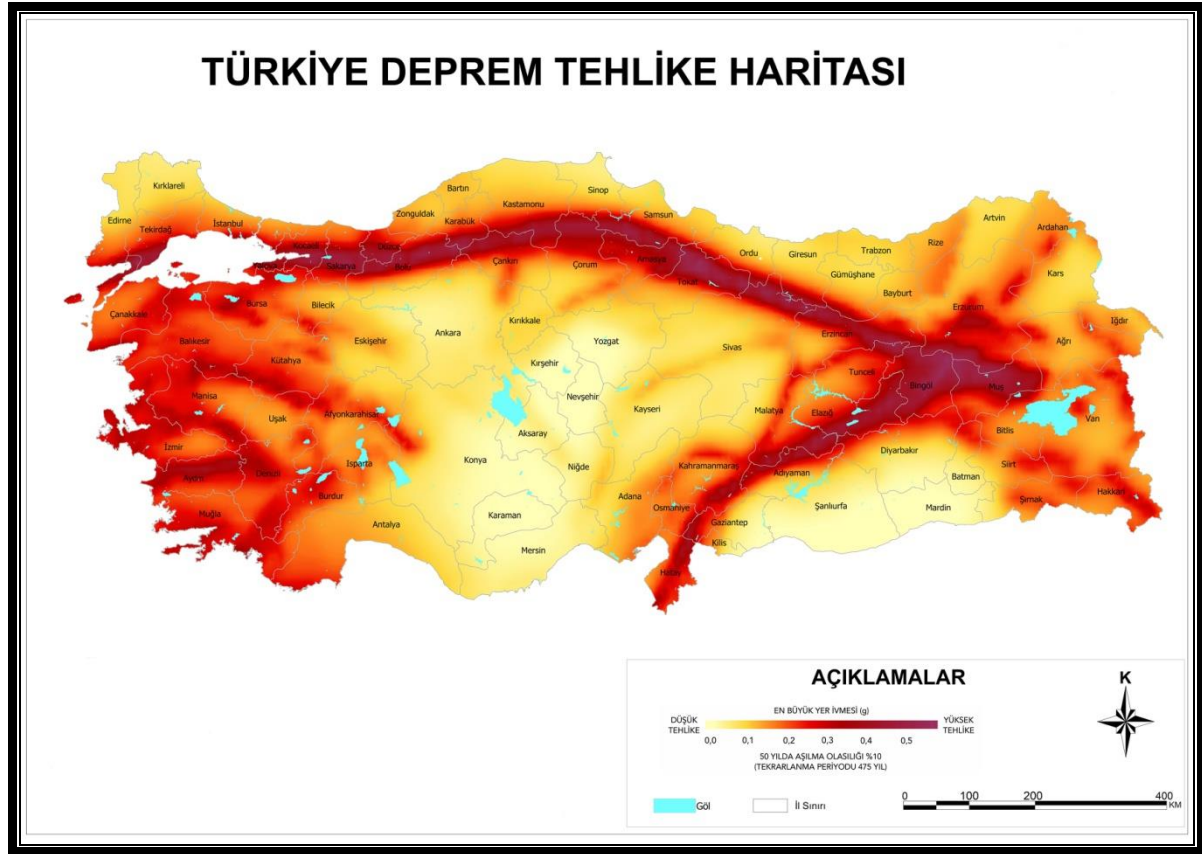 TÜRKİYE DEPREM TEHLİKE HARİTASI
Kırklareli
Edirne
Tekirdağ
İstanbul
Kocaeli
Yalova
Sakarya
Düzce
Bolu
Zonguldak
Bartın
Karabük
Kastamonu
Sinop
Samsun
Çankırı
Çorum
Amasya
Tokat
Ordu
Giresun
Trabzon
Gümüşhane
Bayburt
Rize
Artvin
Ardahan
Kars
Iğdır
Ağrı
Erzurum
Erzincan
Çanakkale
Balıkesir
Bursa
Bilecik
Eskişehir
Kütahya
Ankara
Kırıkkale
Kırşehir
Yozgat
Sivas
Tunceli
Bingöl
Muş
Van
Bitlis
Manisa
Uşak
Afyonkarahisar
İzmir
Aydın
Denizli
Isparta
Burdur
Muğla
Antalya
Konya
Aksaray
Nevşehir
Kayseri
Niğde
Karaman
Mersin
Adana
Osmaniye
Kahramanmaraş
Malatya
Elazığ
Adıyaman
Gaziantep
Kilis
Hatay
Şanlıurfa
Diyarbakır
Mardin
Batman
Siirt
Şırnak
Hakkari
AÇIKLAMALAR
EN BÜYÜK YER İVMESİ (g)
DÜŞÜK TEHLİKE
YÜKSEK TEHLİKE
0,0 0,1 0,2 0,3 0,4 0,5
50 YILDA AŞILMA OLASILIĞI %10
(TEKRARLANMA PERİYODU 475 YIL)
Göl
İl Sınırı
K
0 100 200 400
KM